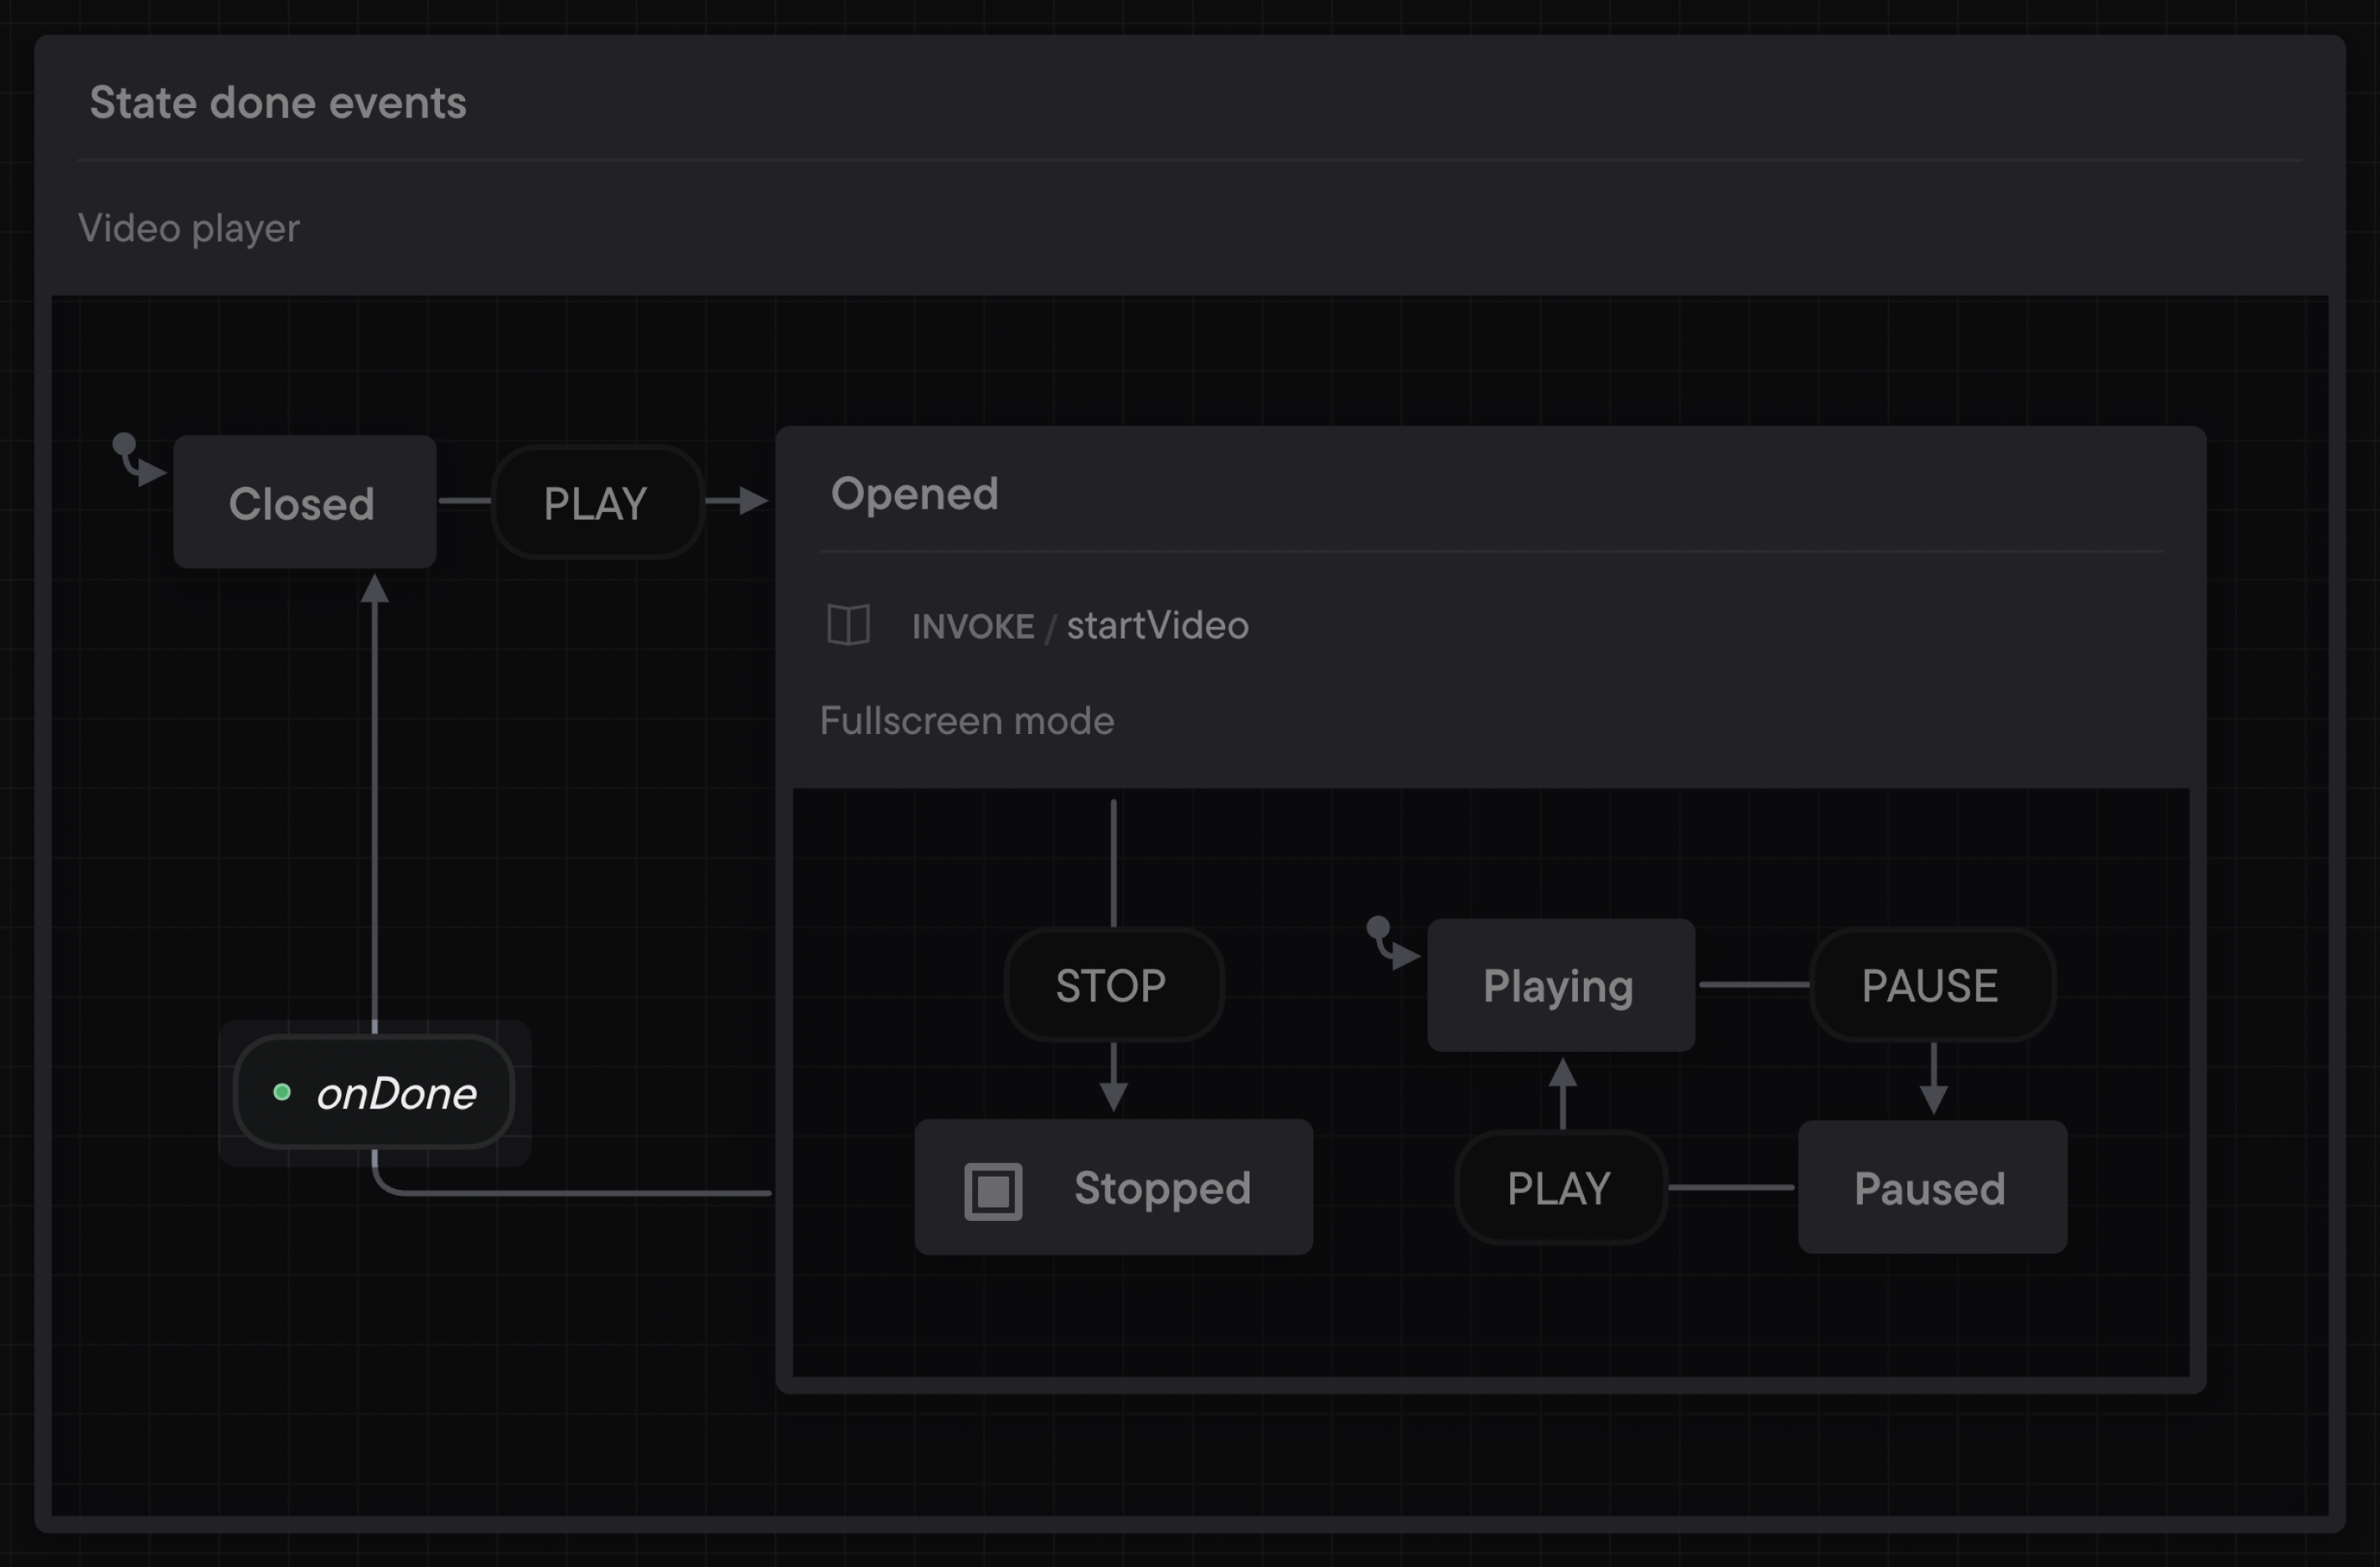 State done events
Video player
Closed
PLAY
Opened
INVOKE / startVideo
Fullscreen mode
STOP
Playing
PAUSE
onDone
Stopped
PLAY
Paused